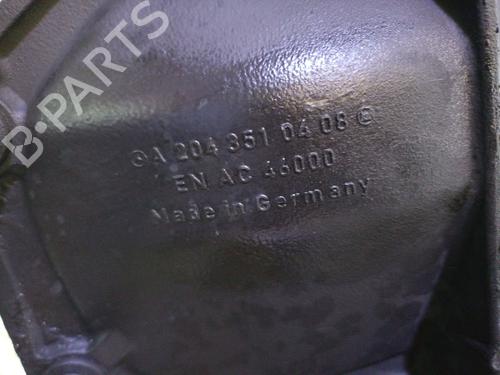 B-PARTS
A 204 351 04 08
EN AC 46000
Made in Germany